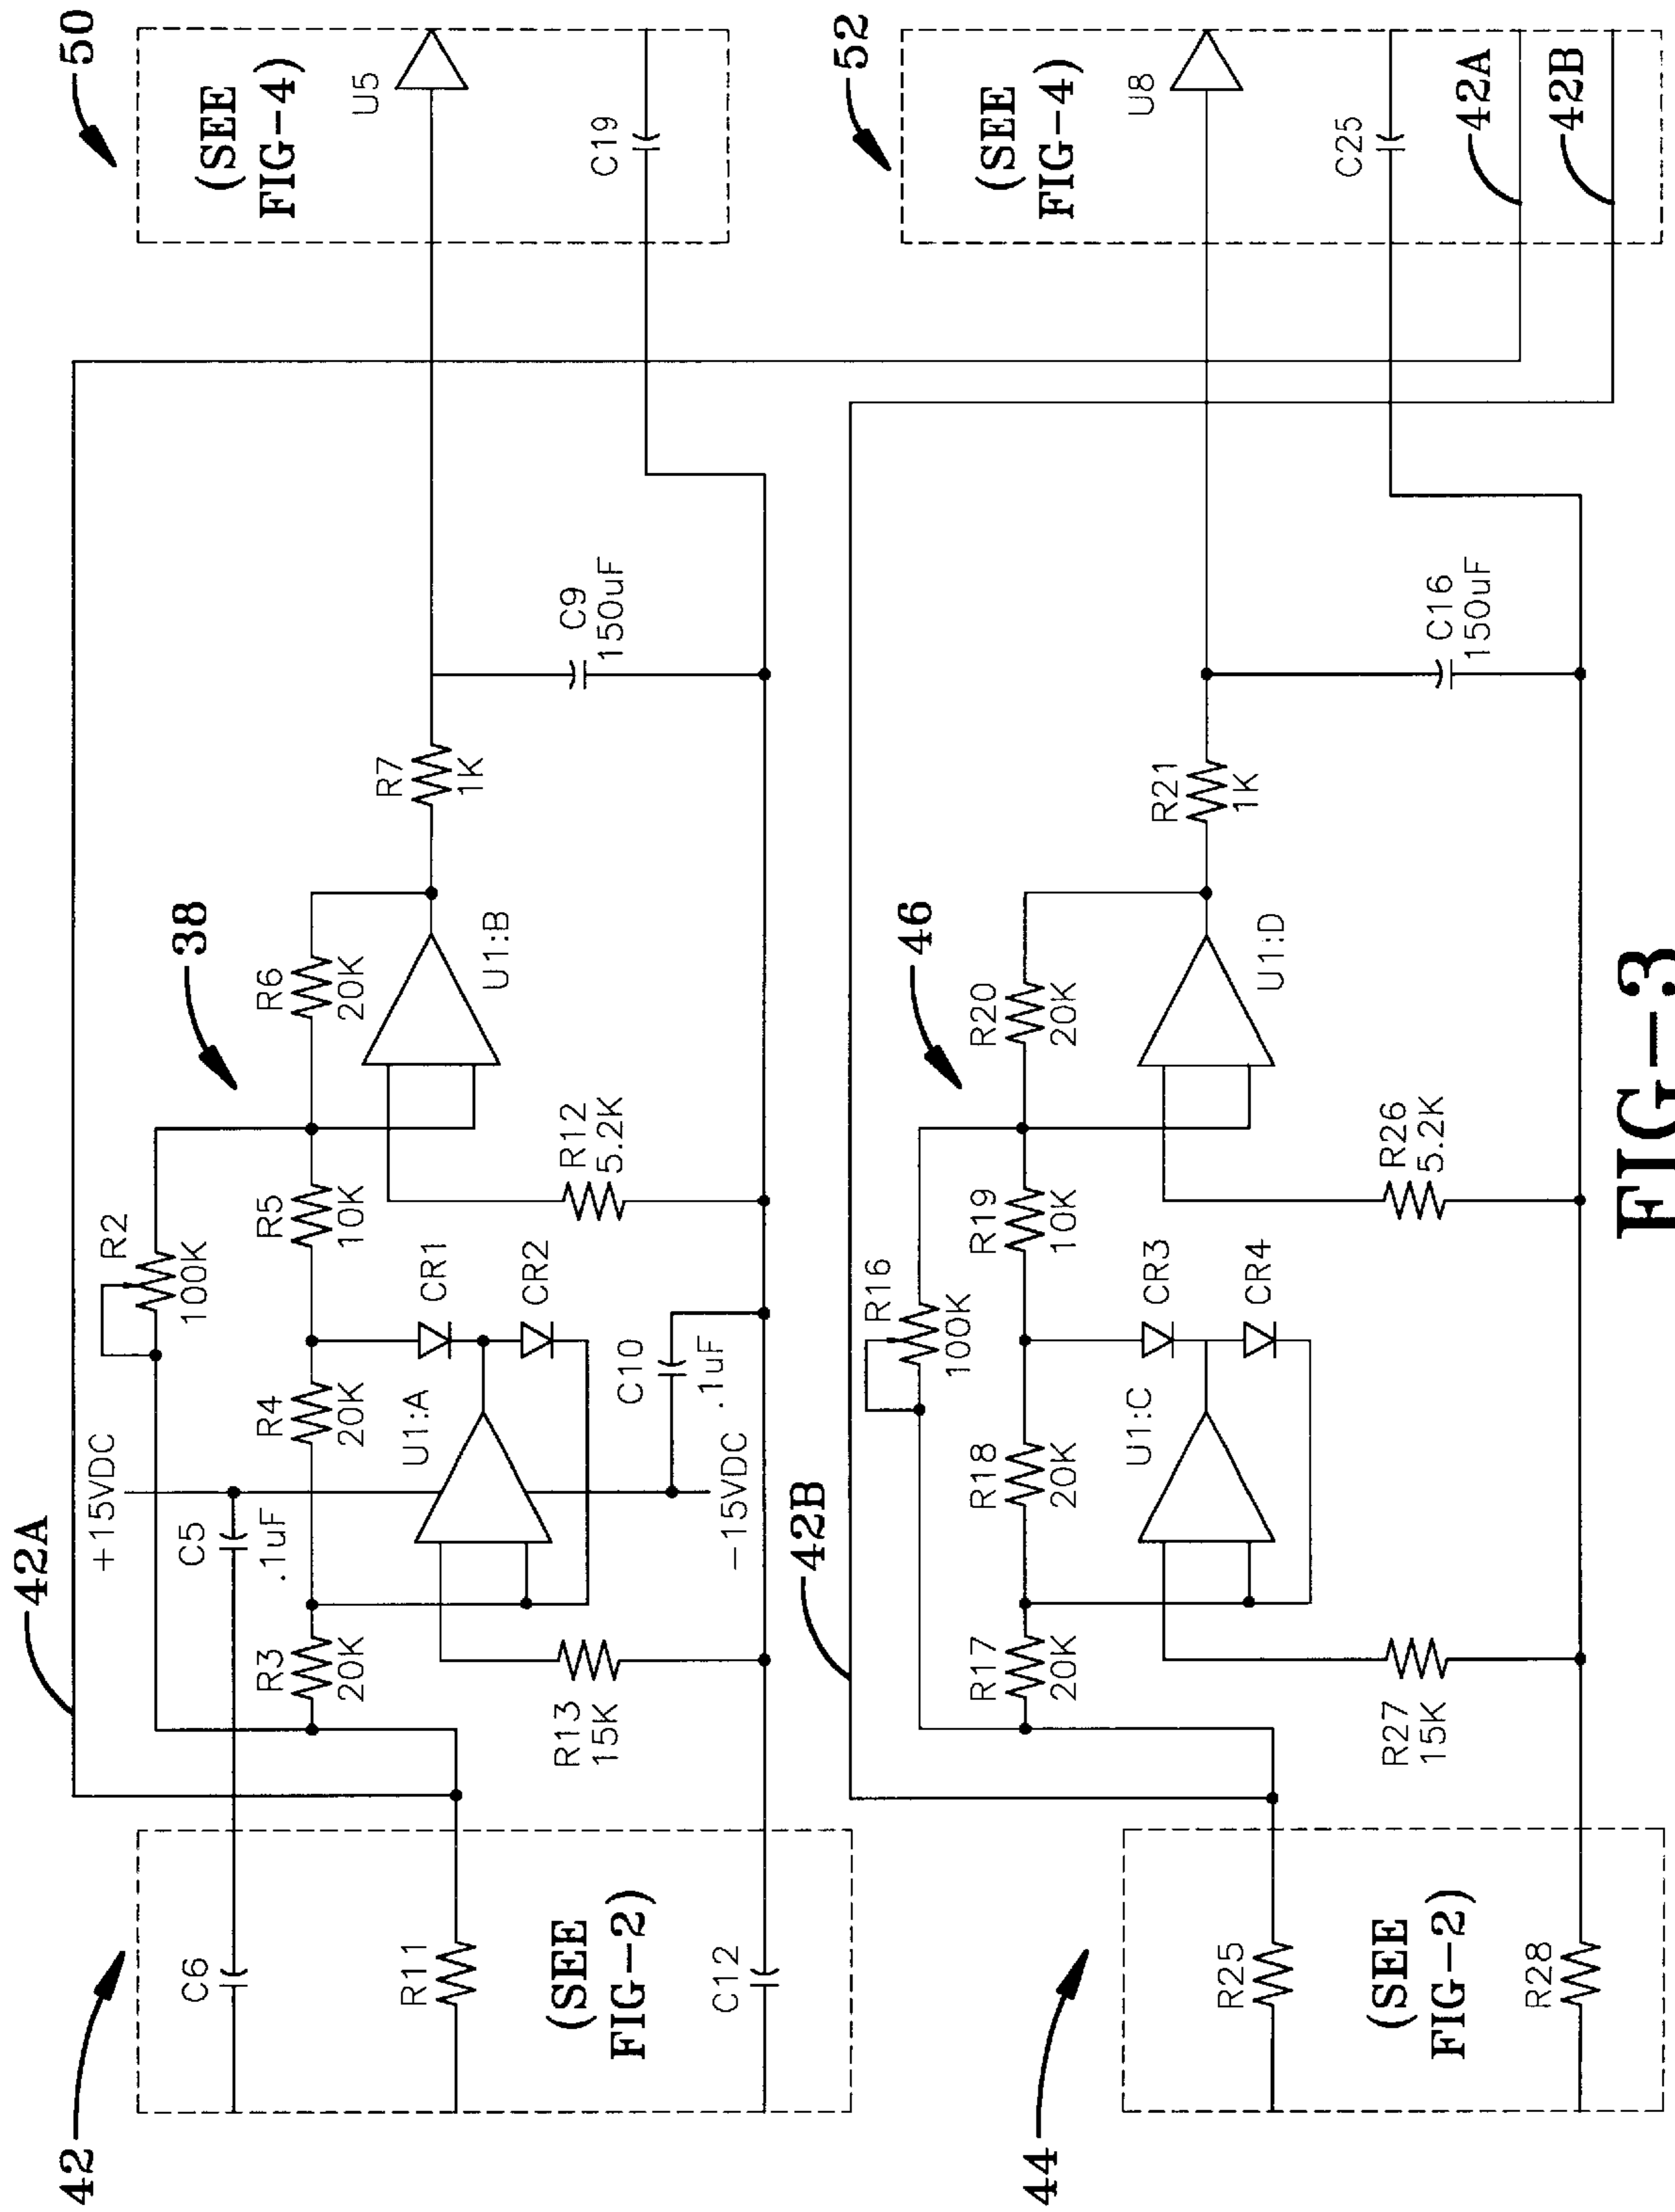 42
42A
50
C6
R11
(SEE
FIG-2)
C12
+15VDC
C5
.1uF
R3
20K
R13
15K
R4
20K
U1:A
-15VDC
C10
.1uF
CR1
CR2
R2
100K
R5
10K
R12
5.2K
38
R6
20K
U1:B
R7
1K
C9
150uF
(SEE
FIG-4)
U5
C19
44
42B
52
R25
(SEE
FIG-2)
R28
R17
20K
R27
15K
R18
20K
U1:C
CR3
CR4
R16
100K
R19
10K
R26
5.2K
46
R20
20K
U1:D
R21
1K
C16
150uF
(SEE
FIG-4)
U8
C25
42A
42B
FIG-3